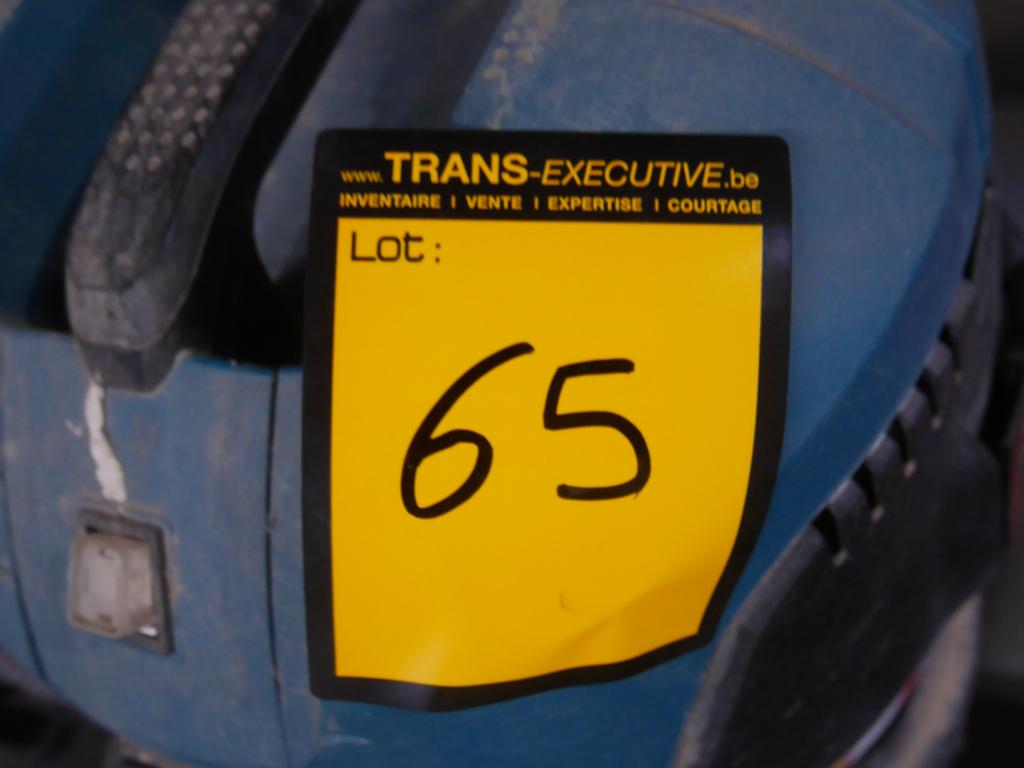 www.TRANS-EXECUTIVE.be
INVENTAIRE | VENTE | EXPERTISE | COURTAGE
Lot :
65